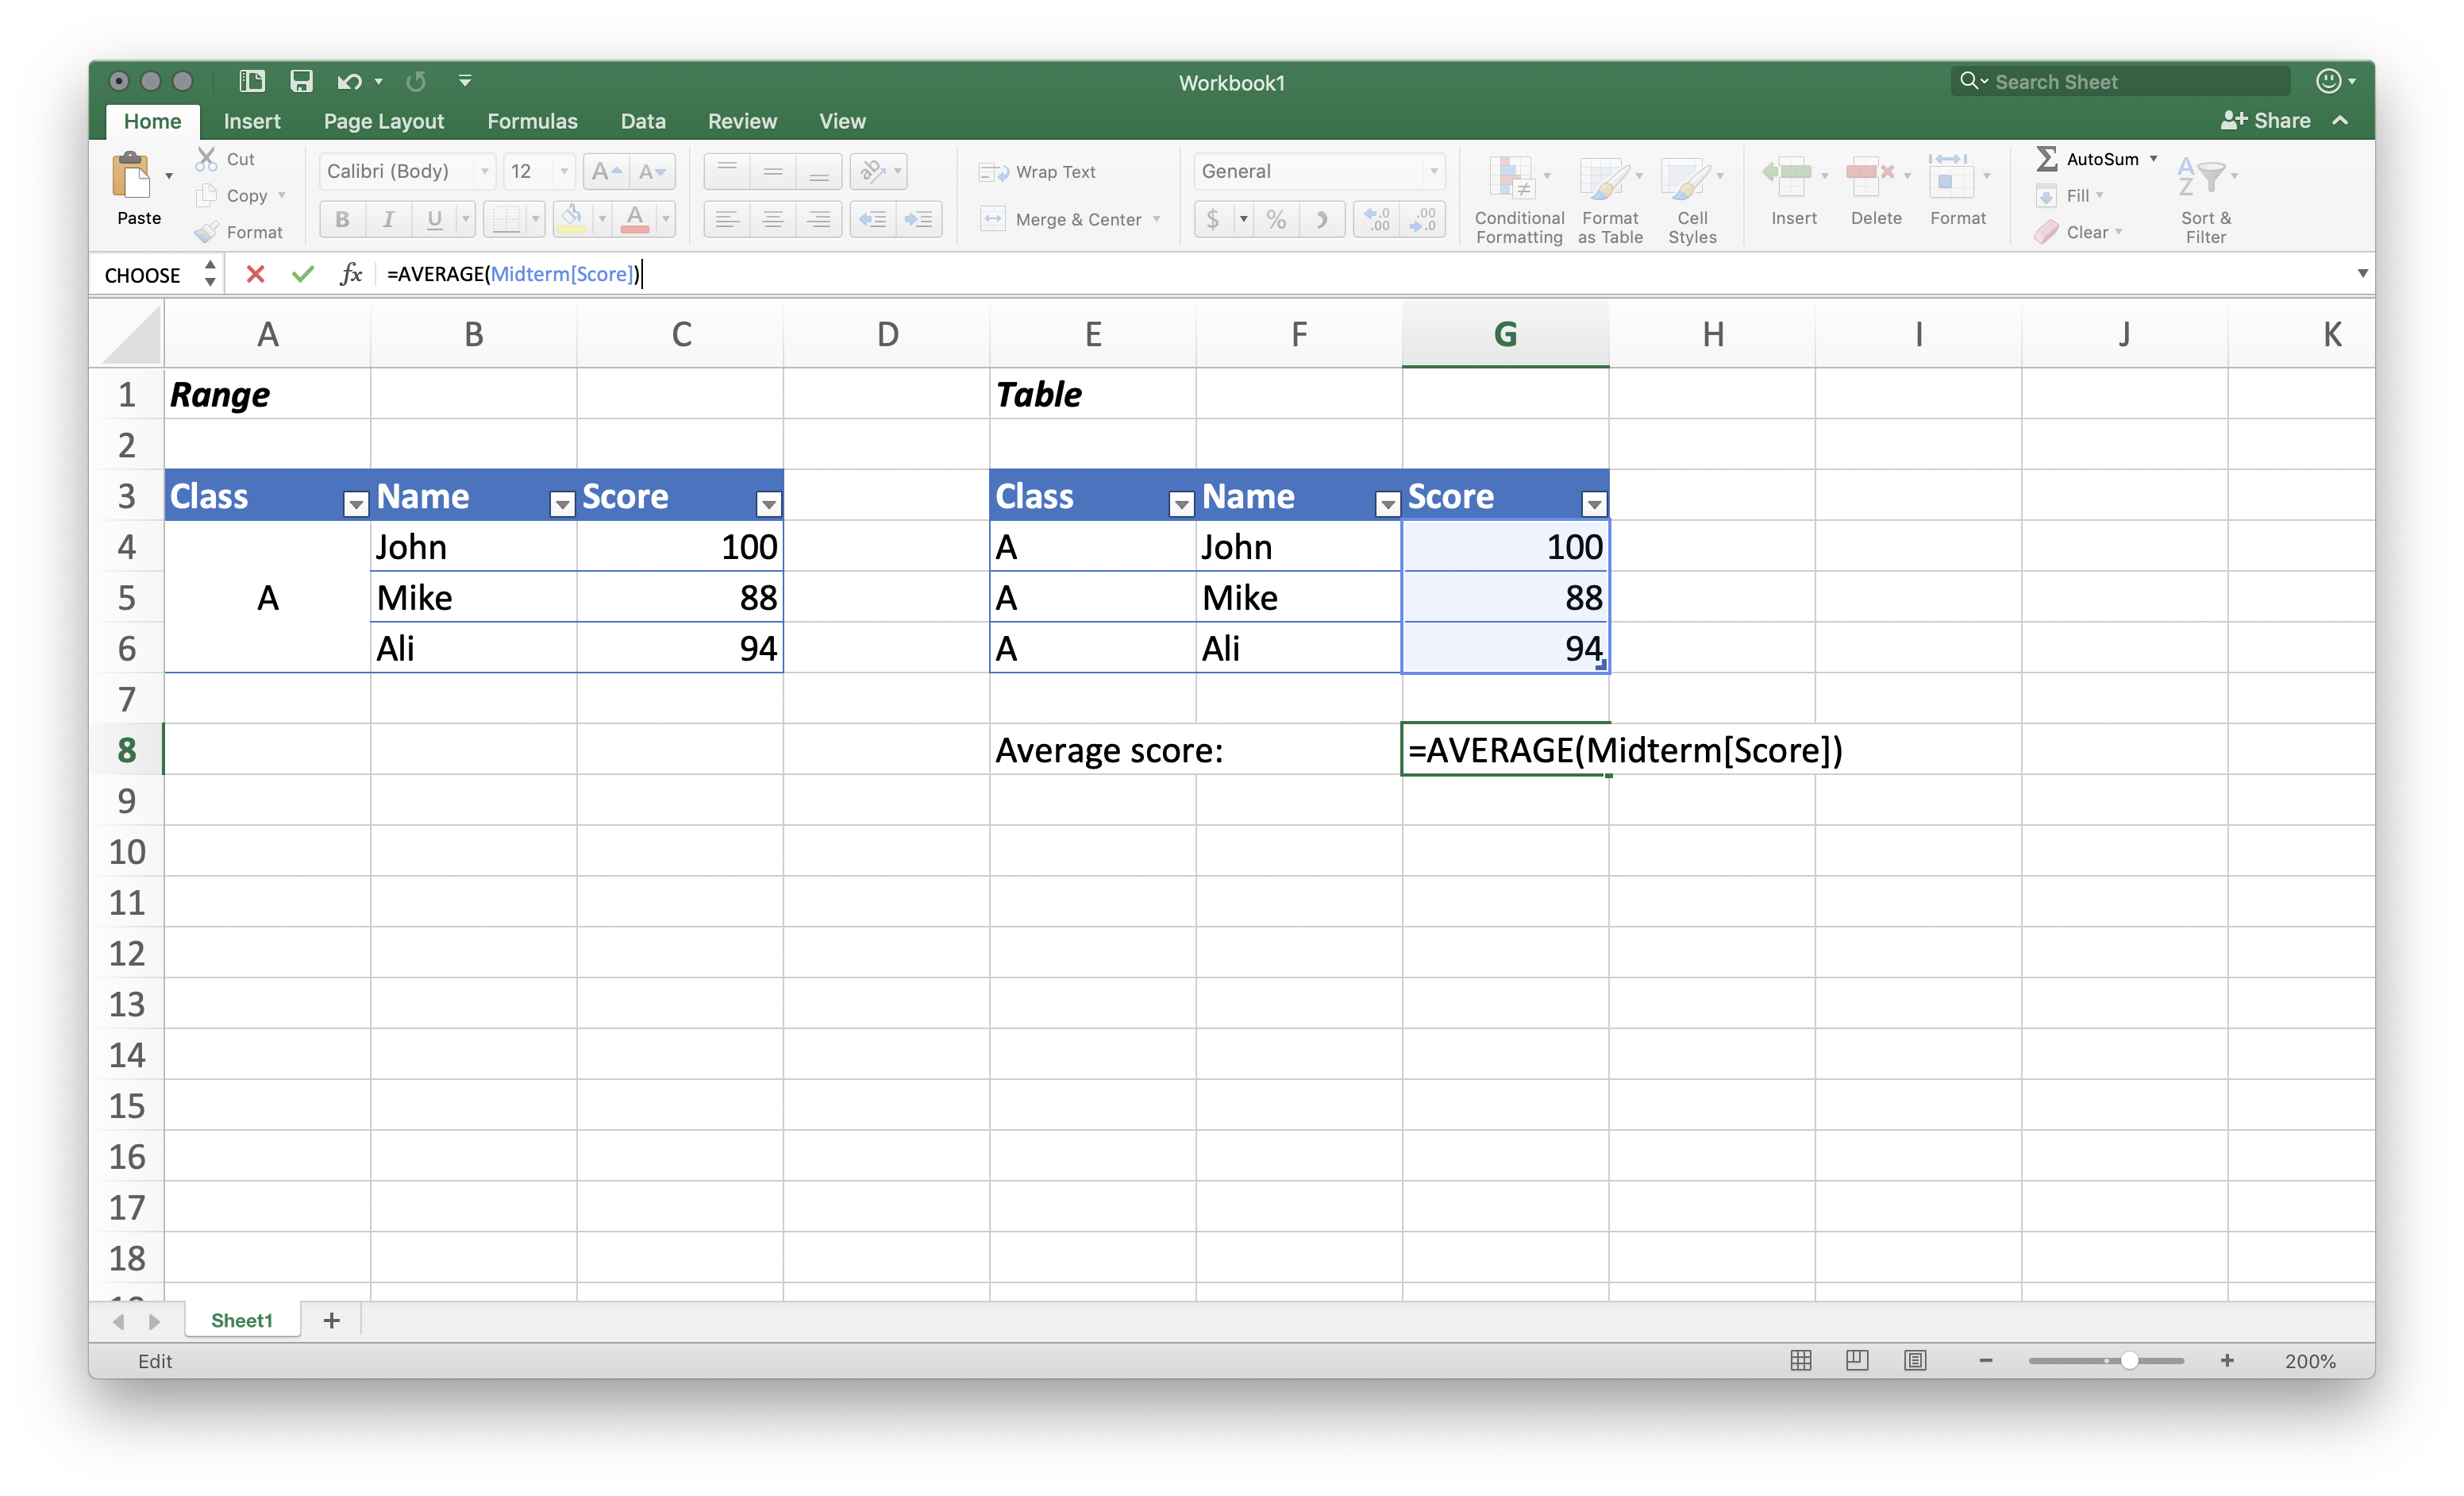 Workbook1
Search Sheet
Home Insert Page Layout Formulas Data Review View
Share
Paste
Cut
Copy
Format
Calibri (Body) 12
B I U
Wrap Text
Merge & Center
General
$ %
Conditional Formatting
Format as Table
Cell Styles
Insert
Delete
Format
AutoSum
Fill
Clear
Sort & Filter
CHOOSE fx =AVERAGE(Midterm[Score])
A B C D E F G H I J K
1 Range Table
2
3 Class Name Score Class Name Score
4 John 100 A John 100
5 A Mike 88 A Mike 88
6 Ali 94 A Ali 94
7
8 Average score: =AVERAGE(Midterm[Score])
9
10
11
12
13
14
15
16
17
18
Sheet1 +
Edit 200%